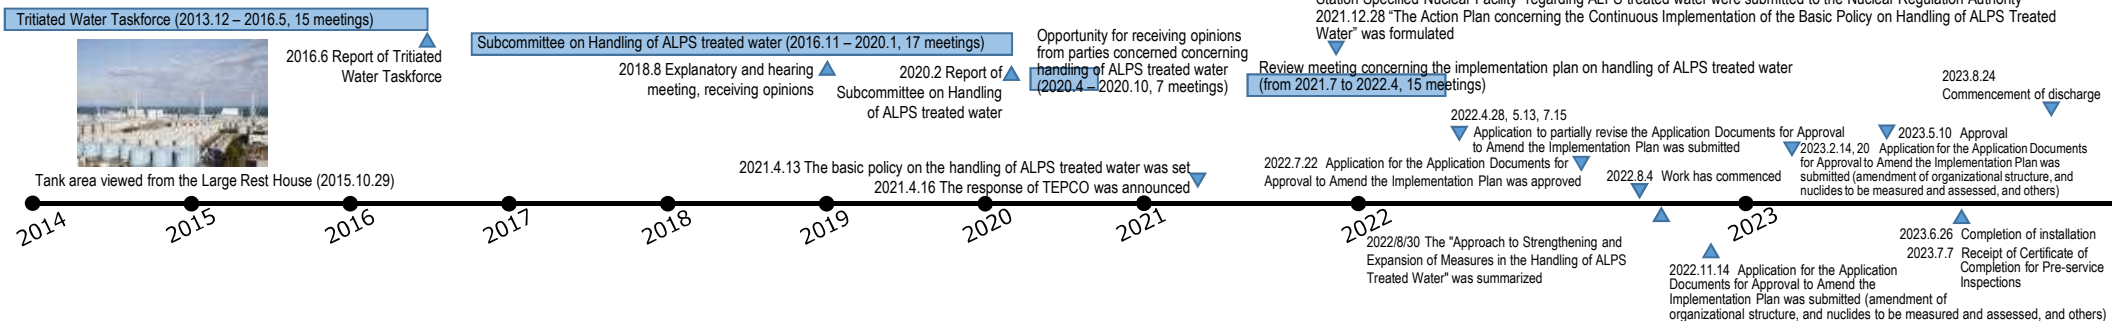 Station Specified Nuclear Facility" regarding ALPS treated water were submitted to the Nuclear Regulation Authority
2021.12.28 “The Action Plan concerning the Continuous Implementation of the Basic Policy on Handling of ALPS Treated
Water” was formulated
Tritiated Water Taskforce (2013.12 – 2016.5, 15 meetings)
2016.6 Report of Tritiated
Water Taskforce
Subcommittee on Handling of ALPS treated water (2016.11 – 2020.1, 17 meetings)
2018.8 Explanatory and hearing
meeting, receiving opinions
2020.2 Report of
Subcommittee on Handling
of ALPS treated water
Opportunity for receiving opinions
from parties concerned concerning
handling of ALPS treated water
(2020.4 – 2020.10, 7 meetings)
Review meeting concerning the implementation plan on handling of ALPS treated water
(from 2021.7 to 2022.4, 15 meetings)
2023.8.24
Commencement of discharge
2022.4.28, 5.13, 7.15
Application to partially revise the Application Documents for Approval
to Amend the Implementation Plan was submitted
2023.5.10 Approval
2023.2.14, 20 Application for the Application Documents
for Approval to Amend the Implementation Plan was
submitted (amendment of organizational structure, and
nuclides to be measured and assessed, and others)
2021.4.13 The basic policy on the handling of ALPS treated water was set
2021.4.16 The response of TEPCO was announced
2022.7.22 Application for the Application Documents for
Approval to Amend the Implementation Plan was approved
2022.8.4 Work has commenced
Tank area viewed from the Large Rest House (2015.10.29)
2014
2015
2016
2017
2018
2019
2020
2021
2022
2023
2022/8/30 The "Approach to Strengthening and
Expansion of Measures in the Handling of ALPS
Treated Water" was summarized
2022.11.14 Application for the Application
Documents for Approval to Amend the
Implementation Plan was submitted (amendment of
organizational structure, and nuclides to be measured and assessed, and others)
2023.6.26 Completion of installation
2023.7.7 Receipt of Certificate of
Completion for Pre-service
Inspections